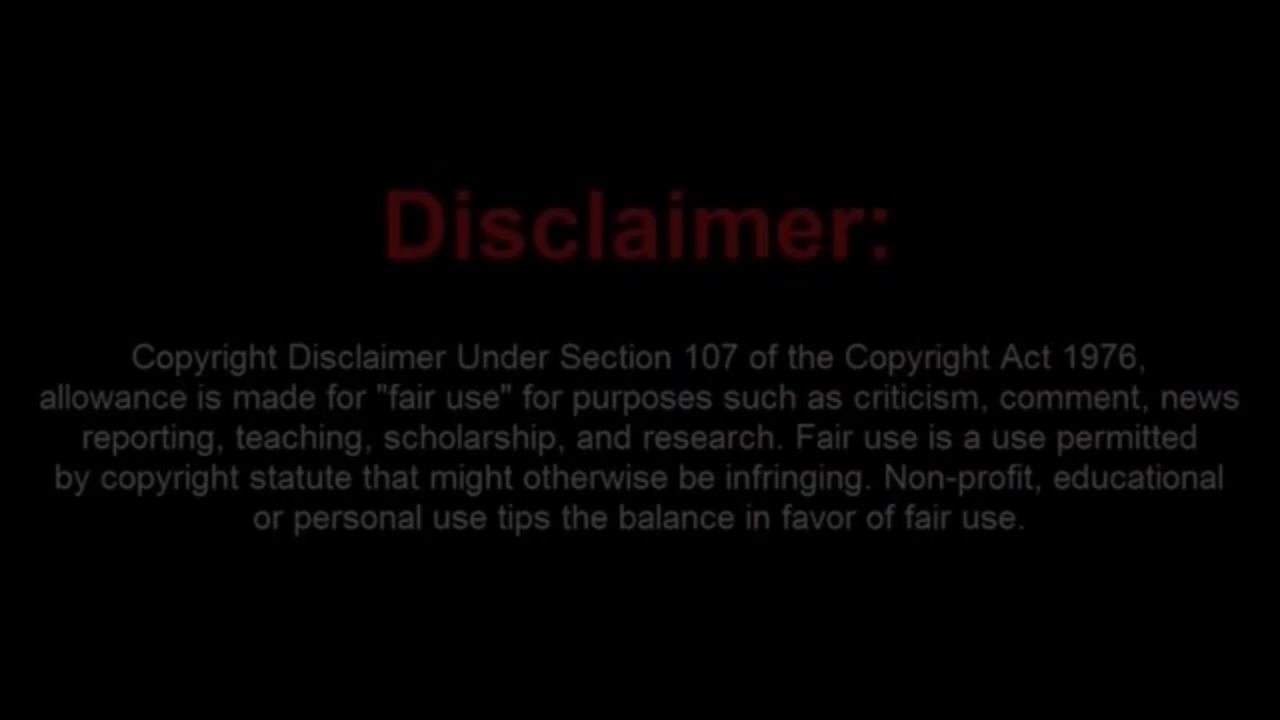 Disclaimer:
Copyright Disclaimer Under Section 107 of the Copyright Act 1976,
allowance is made for "fair use" for purposes such as criticism, comment, news
reporting, teaching, scholarship, and research. Fair use is a use permitted
by copyright statute that might otherwise be infringing. Non-profit, educational
or personal use tips the balance in favor of fair use.